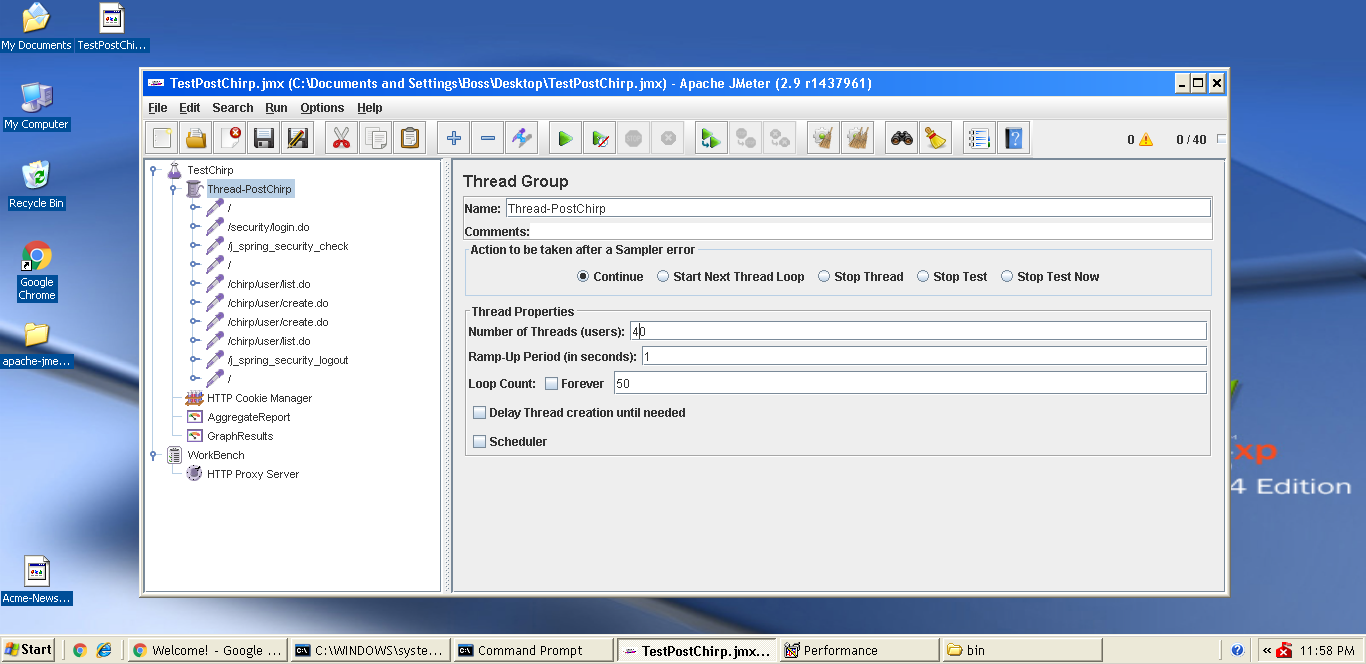 My Documents
TestPostChi...
My Computer
Recycle Bin
Google
Chrome
apache-jme...
Acme-News...
TestPostChirp.jmx (C:\Documents and Settings\Boss\Desktop\TestPostChirp.jmx) - Apache JMeter (2.9 r1437961)
File Edit Search Run Options Help
0 0 / 40
TestChirp
Thread-PostChirp
/
/security/login.do
/j_spring_security_check
/
/chirp/user/list.do
/chirp/user/create.do
/chirp/user/create.do
/chirp/user/list.do
/j_spring_security_logout
/
HTTP Cookie Manager
AggregateReport
GraphResults
WorkBench
HTTP Proxy Server
Thread Group
Name: Thread-PostChirp
Comments:
Action to be taken after a Sampler error
Continue Start Next Thread Loop Stop Thread Stop Test Stop Test Now
Thread Properties
Number of Threads (users): 40
Ramp-Up Period (in seconds): 1
Loop Count: Forever 50
Delay Thread creation until needed
Scheduler
xp
4 Edition
Start Welcome! - Google ... C:\WINDOWS\syste... Command Prompt TestPostChirp.jmx... Performance bin 11:58 PM